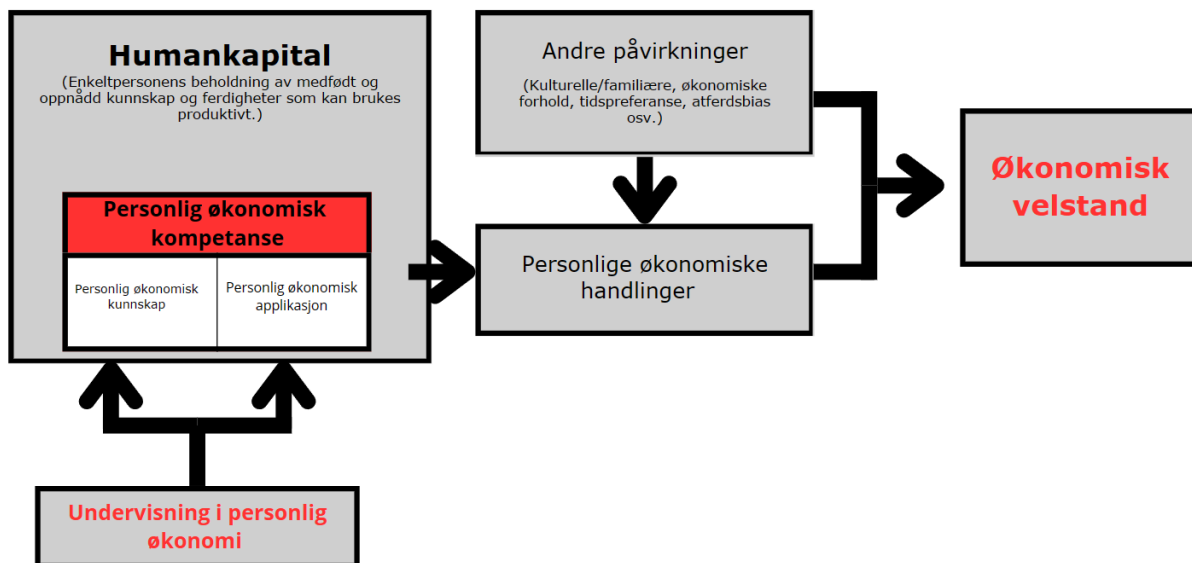 Humankapital
(Enkeltpersonens beholdning av medfødt og
oppnådd kunnskap og ferdigheter som kan brukes
produktivt.)
Personlig økonomisk
kompetanse
Personlig økonomisk
kunnskap
Personlig økonomisk
applikasjon
Undervisning i personlig
økonomi
Andre påvirkninger
(Kulturelle/familiære, økonomiske
forhold, tidspreferanse, atferdsbias
osv.)
Personlige økonomiske
handlinger
Økonomisk
velstand